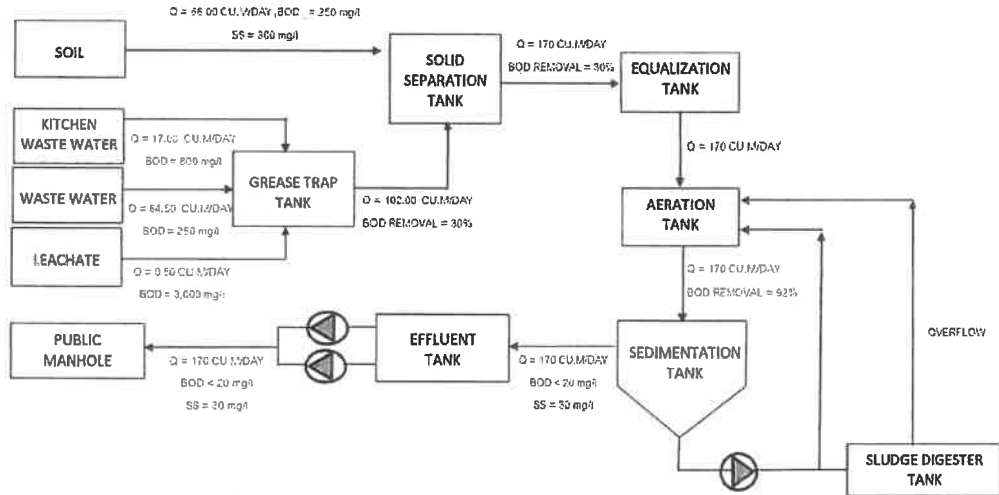 Q = 68.00 CU.M/DAY ,BOD = 250 mg/l
SS = 300 mg/l
SOIL
SOLID
SEPARATION
TANK
Q = 170 CU.M/DAY
BOD REMOVAL = 30%
EQUALIZATION
TANK
KITCHEN
WASTE WATER
Q = 17.00 CU.M/DAY
BOD = 800 mg/l
WASTE WATER
GREASE TRAP
TANK
Q = 102.00 CU.M/DAY
BOD REMOVAL = 30%
Q = 170 CU.M/DAY
AERATION
TANK
Q = 84.50 CU.M/DAY
BOD = 250 mg/l
LEACHATE
Q = 0.50 CU.M/DAY
BOD = 3,000 mg/l
Q = 170 CU.M/DAY
BOD REMOVAL = 92%
OVERFLOW
PUBLIC
MANHOLE
EFFLUENT
TANK
SEDIMENTATION
TANK
Q = 170 CU.M/DAY
BOD < 20 mg/l
SS = 30 mg/l
Q = 170 CU.M/DAY
BOD < 20 mg/l
SS = 30 mg/l
SLUDGE DIGESTER
TANK